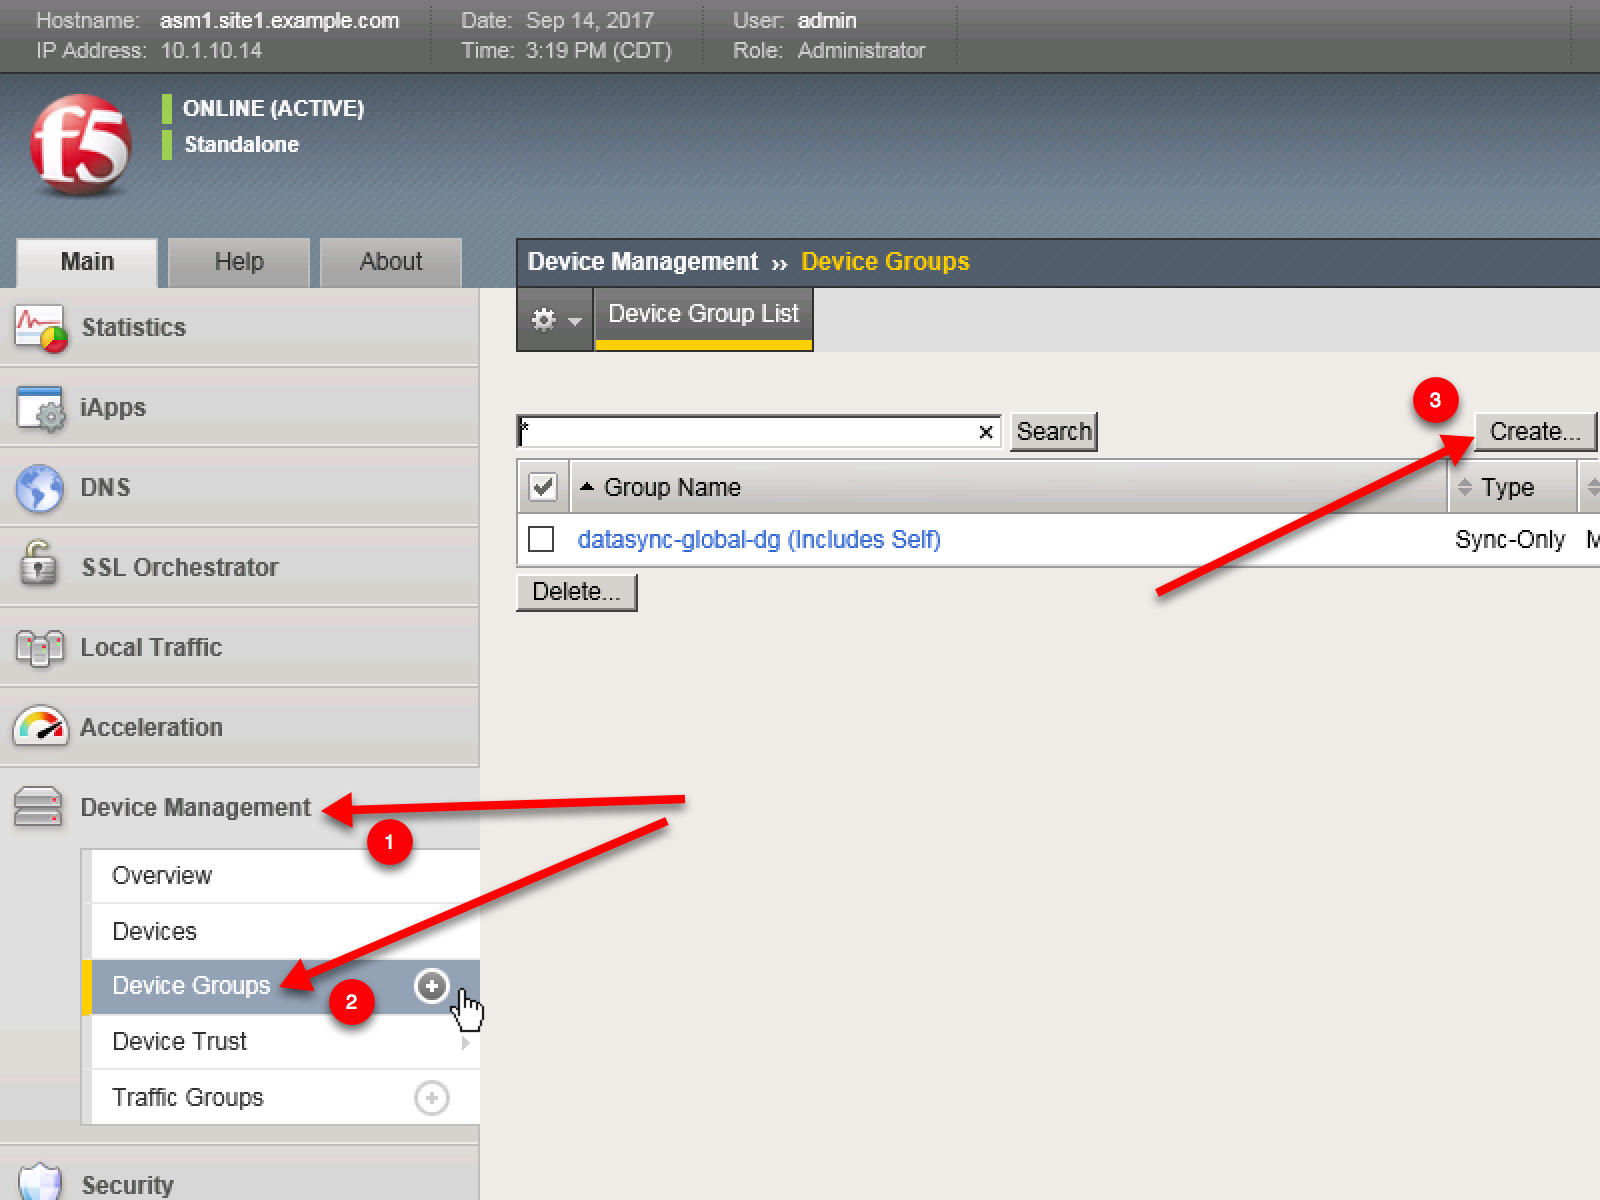 Hostname: asm1.site1.example.com Date: Sep 14, 2017 User: admin
IP Address: 10.1.10.14 Time: 3:19 PM (CDT) Role: Administrator
f5
ONLINE (ACTIVE)
Standalone
Main Help About
Device Management » Device Groups
Device Group List
Statistics
iApps
DNS
SSL Orchestrator
Local Traffic
Acceleration
Device Management
1
Overview
Devices
Device Groups
2
Device Trust
Traffic Groups
Security
3
* × Search Create...
Group Name Type
datasync-global-dg (Includes Self) Sync-Only
Delete...